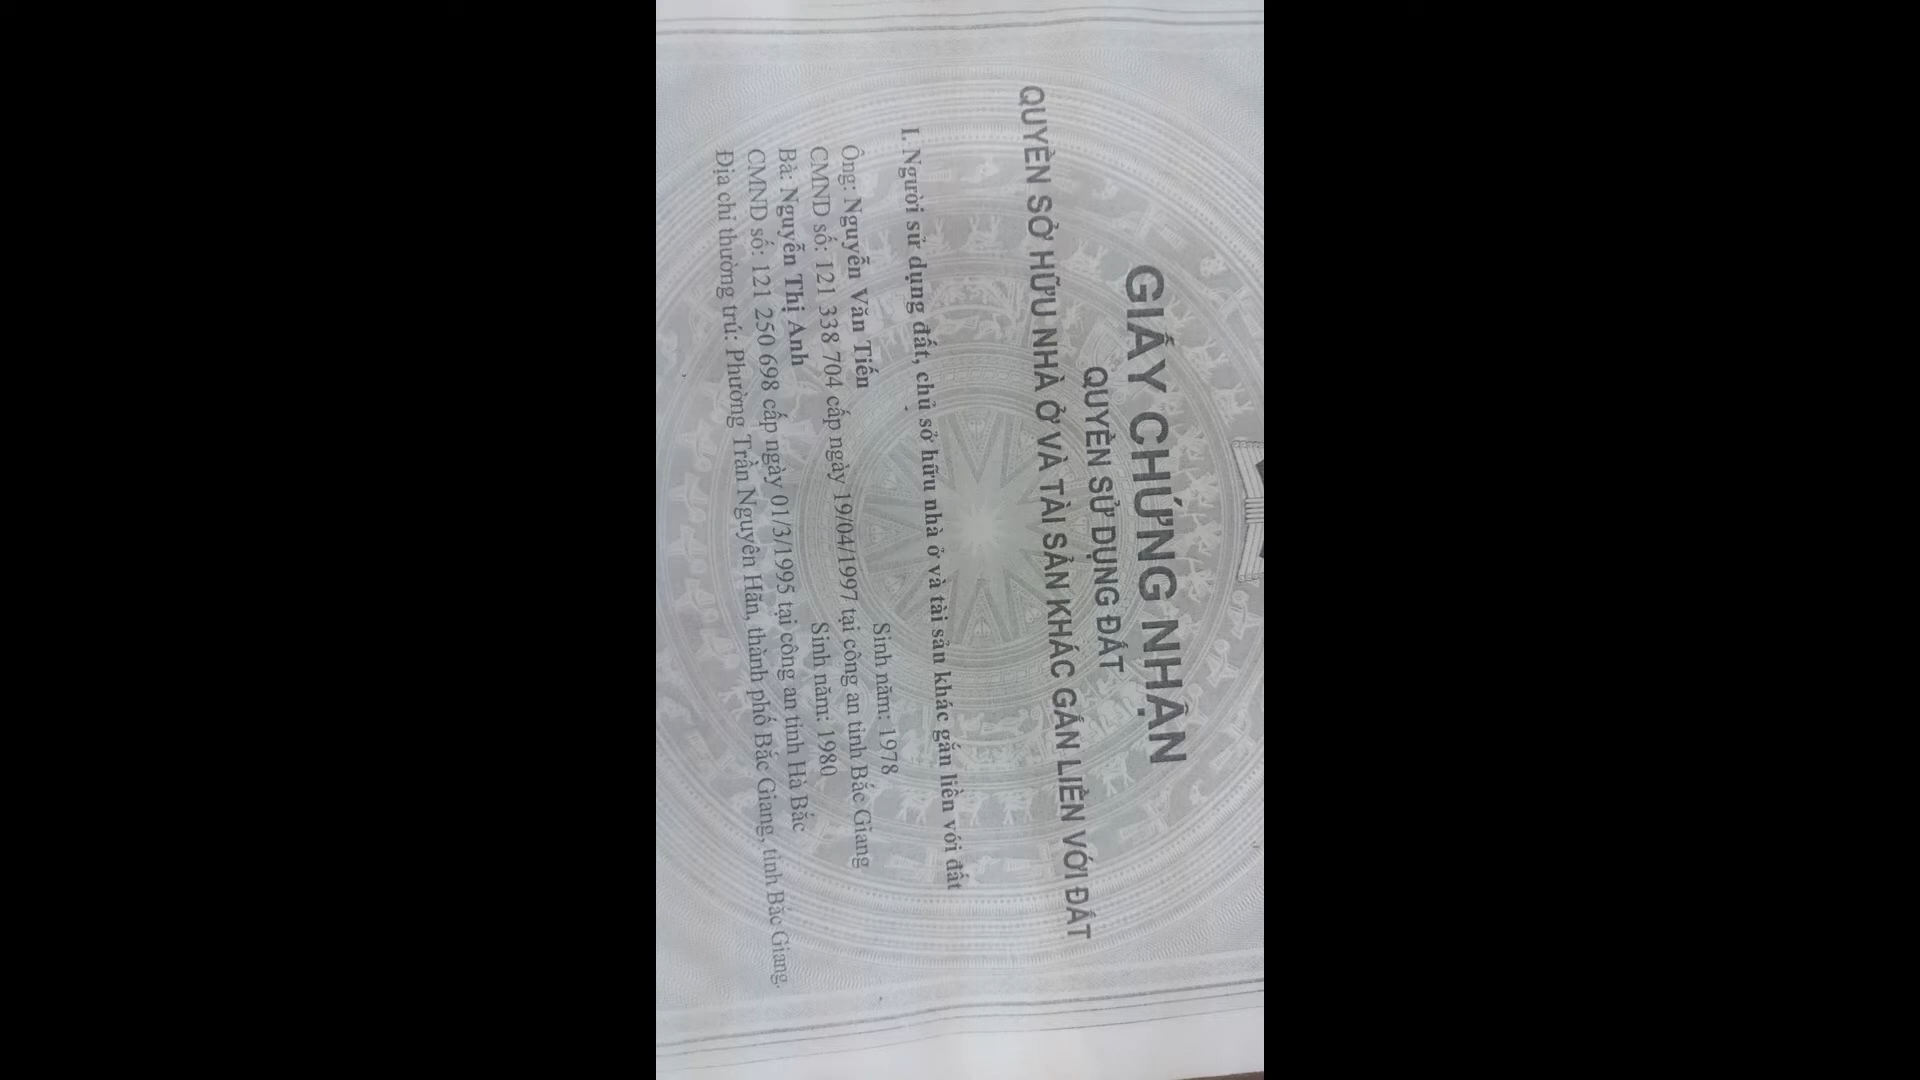 GIẤY CHỨNG NHẬN
QUYỀN SỬ DỤNG ĐẤT
QUYỀN SỞ HỮU NHÀ Ở VÀ TÀI SẢN KHÁC GẮN LIỀN VỚI ĐẤT
I. Người sử dụng đất, chủ sở hữu nhà ở và tài sản khác gắn liền với đất
Ông: Nguyễn Văn Tiến Sinh năm: 1978
CMND số: 121 338 704 cấp ngày 19/04/1997 tại công an tỉnh Bắc Giang
Bà: Nguyễn Thị Anh Sinh năm: 1980
CMND số: 121 250 698 cấp ngày 01/3/1995 tại công an tỉnh Hà Bắc
Địa chỉ thường trú: Phường Trần Nguyên Hãn, thành phố Bắc Giang, tỉnh Bắc Giang.